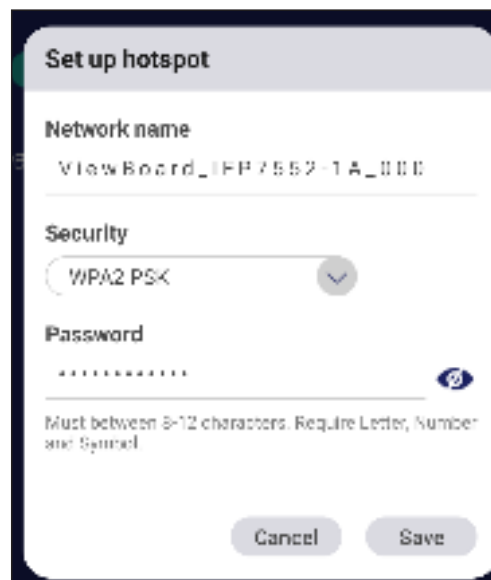 Set up hotspot
Network name
ViewBoard_IFP7552-1A_000
Security
WPA2 PSK
Password
············
Must between 8-12 characters. Require Letter, Number
and Symbol
Cancel
Save